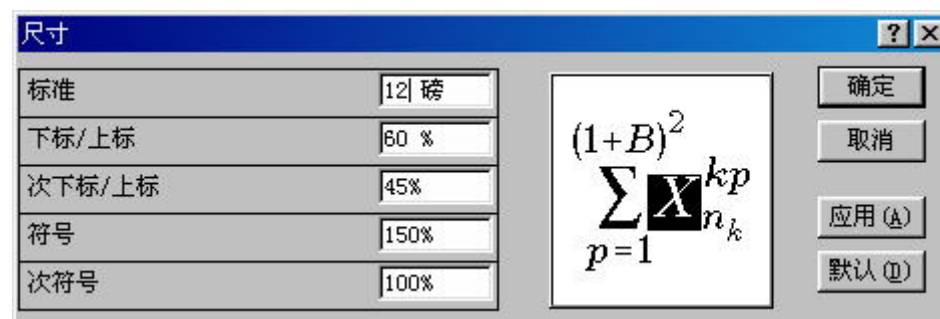 尺寸
标准 12 磅
下标/上标 60 %
次下标/上标 45%
符号 150%
次符号 100%
(1+B)²
∑ X kp
n k
p=1
确定
取消
应用(A)
默认(D)